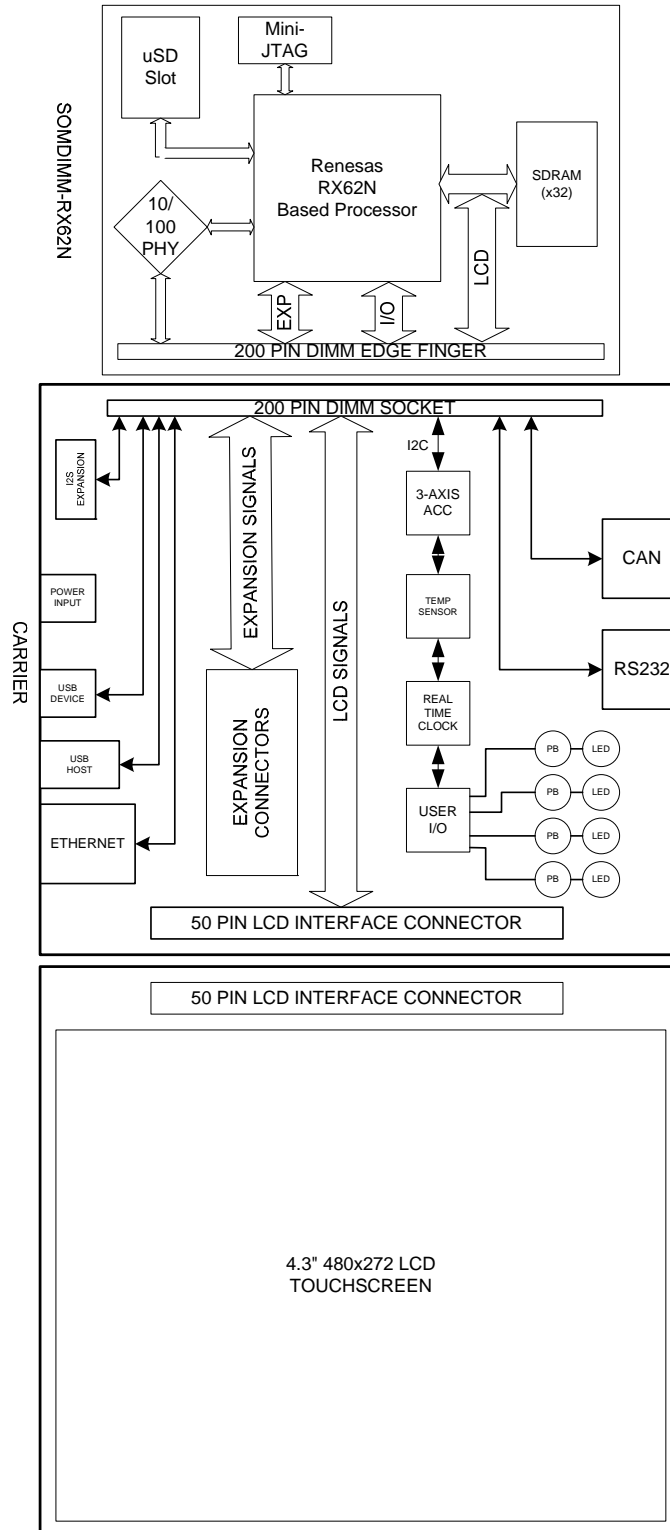 SOMDIMM-RX62N
uSD
Slot
Mini-
JTAG
Renesas
RX62N
Based Processor
SDRAM
(x32)
10/
100
PHY
LCD
EXP
I/O
200 PIN DIMM EDGE FINGER
CARRIER
200 PIN DIMM SOCKET
I2S
EXPANSION
POWER
INPUT
USB
DEVICE
USB
HOST
ETHERNET
EXPANSION SIGNALS
EXPANSION
CONNECTORS
LCD SIGNALS
I2C
3-AXIS
ACC
TEMP
SENSOR
REAL
TIME
CLOCK
USER
I/O
CAN
RS232
PB
LED
PB
LED
PB
LED
PB
LED
50 PIN LCD INTERFACE CONNECTOR
50 PIN LCD INTERFACE CONNECTOR
4.3" 480x272 LCD
TOUCHSCREEN